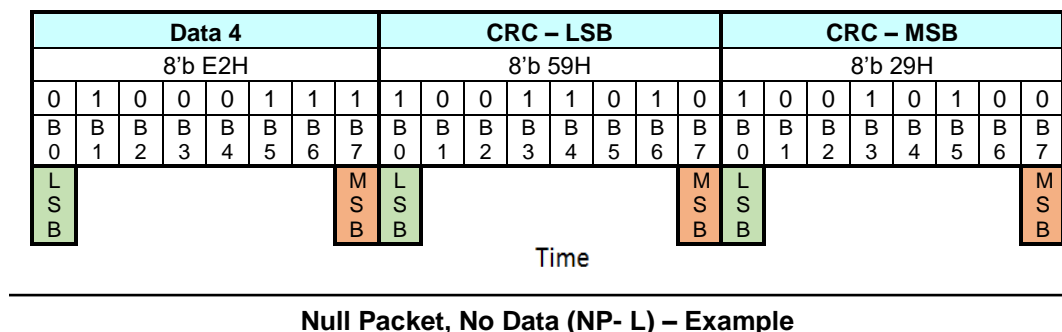 Data 4 CRC – LSB CRC – MSB
8’b E2H 8’b 59H 8’b 29H
0 1 0 0 0 1 1 1 1 0 0 1 1 0 1 0 1 0 0 1 0 1 0 0
B B B B B B B B B B B B B B B B B B B B B B B B
0 1 2 3 4 5 6 7 0 1 2 3 4 5 6 7 0 1 2 3 4 5 6 7
L M L M L M
S S S S S S
B B B B B B
Time
Null Packet, No Data (NP- L) – Example